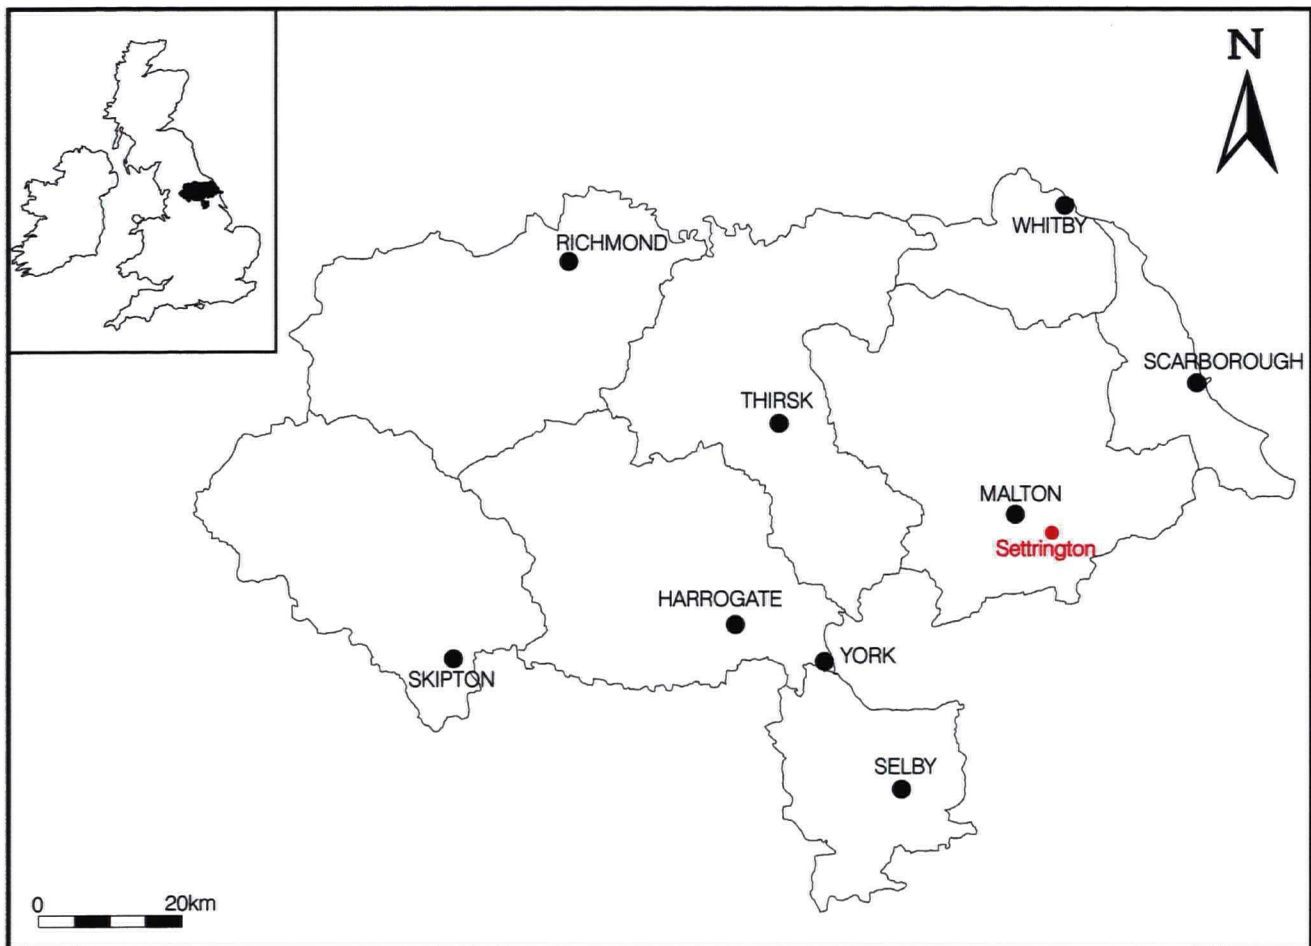 N
WHITBY
RICHMOND
SCARBOROUGH
THIRSK
MALTON
Settrington
HARROGATE
YORK
SKIPTON
SELBY
0 20km